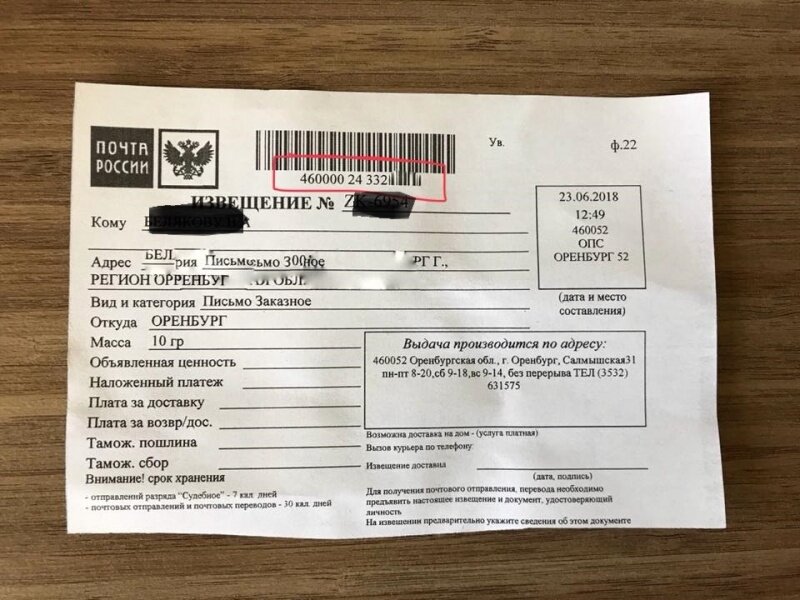 ПОЧТА
РОССИИ
Ув.
ф.22
460000 24 332
ИЗВЕЩЕНИЕ № ZK-6954
23.06.2018
12:49
460052
ОПС
ОРЕНБУРГ 52
(дата и место
составления)
Кому
Адрес
Письмо
Г.,
РЕГИОН
Вид и категория Письмо Заказное
Откуда ОРЕНБУРГ
Масса 10 гр
Объявленная ценность
Наложенный платеж
Плата за доставку
Плата за возвр/дос.
Тамож. пошлина
Тамож. сбор
Внимание! срок хранения
- отправлений разряда "Судебное" - 7 кал. дней
- почтовых отправлений и почтовых переводов - 30 кал. дней
Выдача производится по адресу:
460052 Оренбургская обл., г. Оренбург, Салмышская31
пн-пт 8-20,сб 9-18,вс 9-14, без перерыва ТЕЛ (3532)
631575
Возможна доставка на дом - (услуга платная)
Вызов курьера по телефону:
Извещение доставил
(дата, подпись)
Для получения почтового отправления, перевода необходимо
предъявить настоящее извещение и документ, удостоверяющий
личность
На извещении предварительно укажите сведения об этом документе